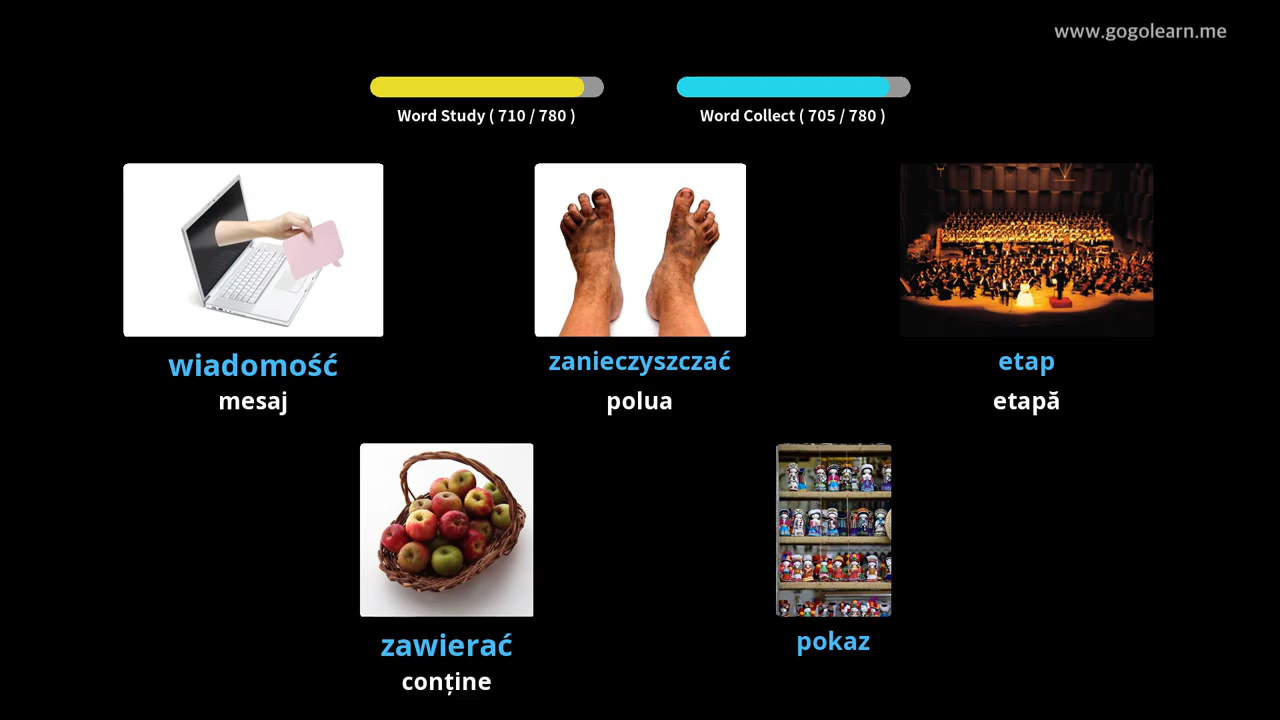 www.gogolearn.me
Word Study ( 710 / 780 )
Word Collect ( 705 / 780 )
wiadomość
mesaj
zanieczyszczać
polua
etap
etapă
zawierać
conține
pokaz